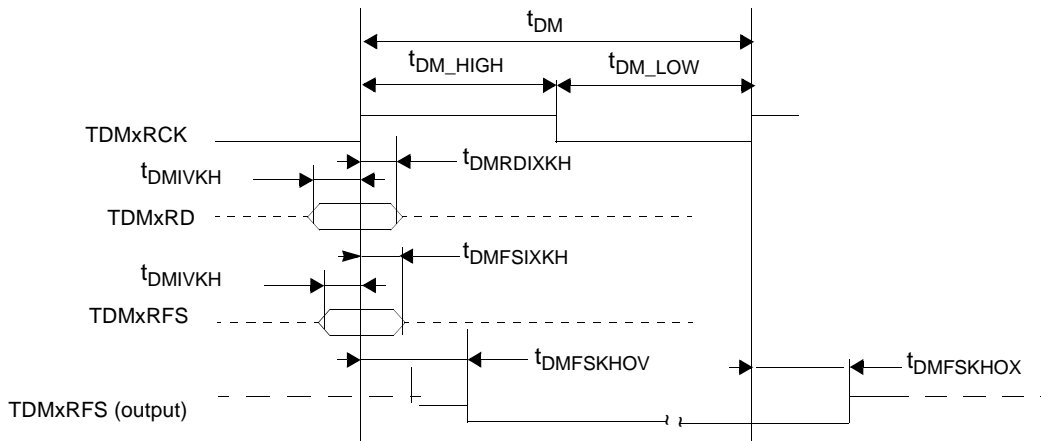 tDM
tDM_HIGH
tDM_LOW
TDMxRCK
tDMIVKH
tDMRDIXKH
TDMxRD
tDMIVKH
tDMFSIXKH
TDMxRFS
tDMFSKHOV
tDMFSKHOX
TDMxRFS (output)